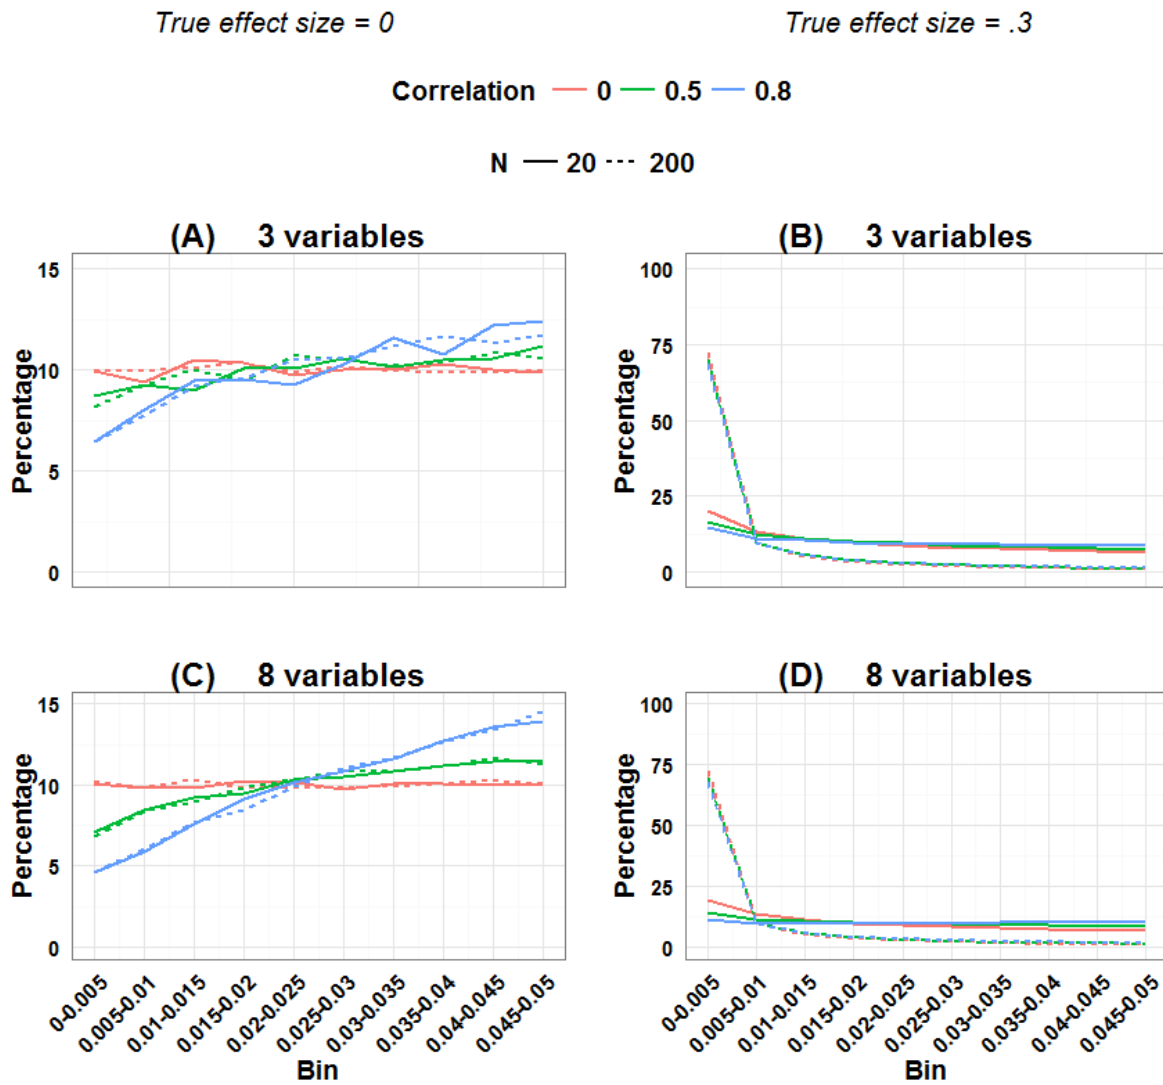 True effect size = 0
True effect size = .3
Correlation 0 0.5 0.8
N 20 200
(A) 3 variables
15
10
5
0
Percentage
(B) 3 variables
100
75
50
25
0
Percentage
(C) 8 variables
15
10
5
0
Percentage
0-0.005
0.005-0.01
0.01-0.015
0.015-0.02
0.02-0.025
0.025-0.03
0.03-0.035
0.035-0.04
0.04-0.045
0.045-0.05
Bin
(D) 8 variables
100
75
50
25
0
Percentage
0-0.005
0.005-0.01
0.01-0.015
0.015-0.02
0.02-0.025
0.025-0.03
0.03-0.035
0.035-0.04
0.04-0.045
0.045-0.05
Bin